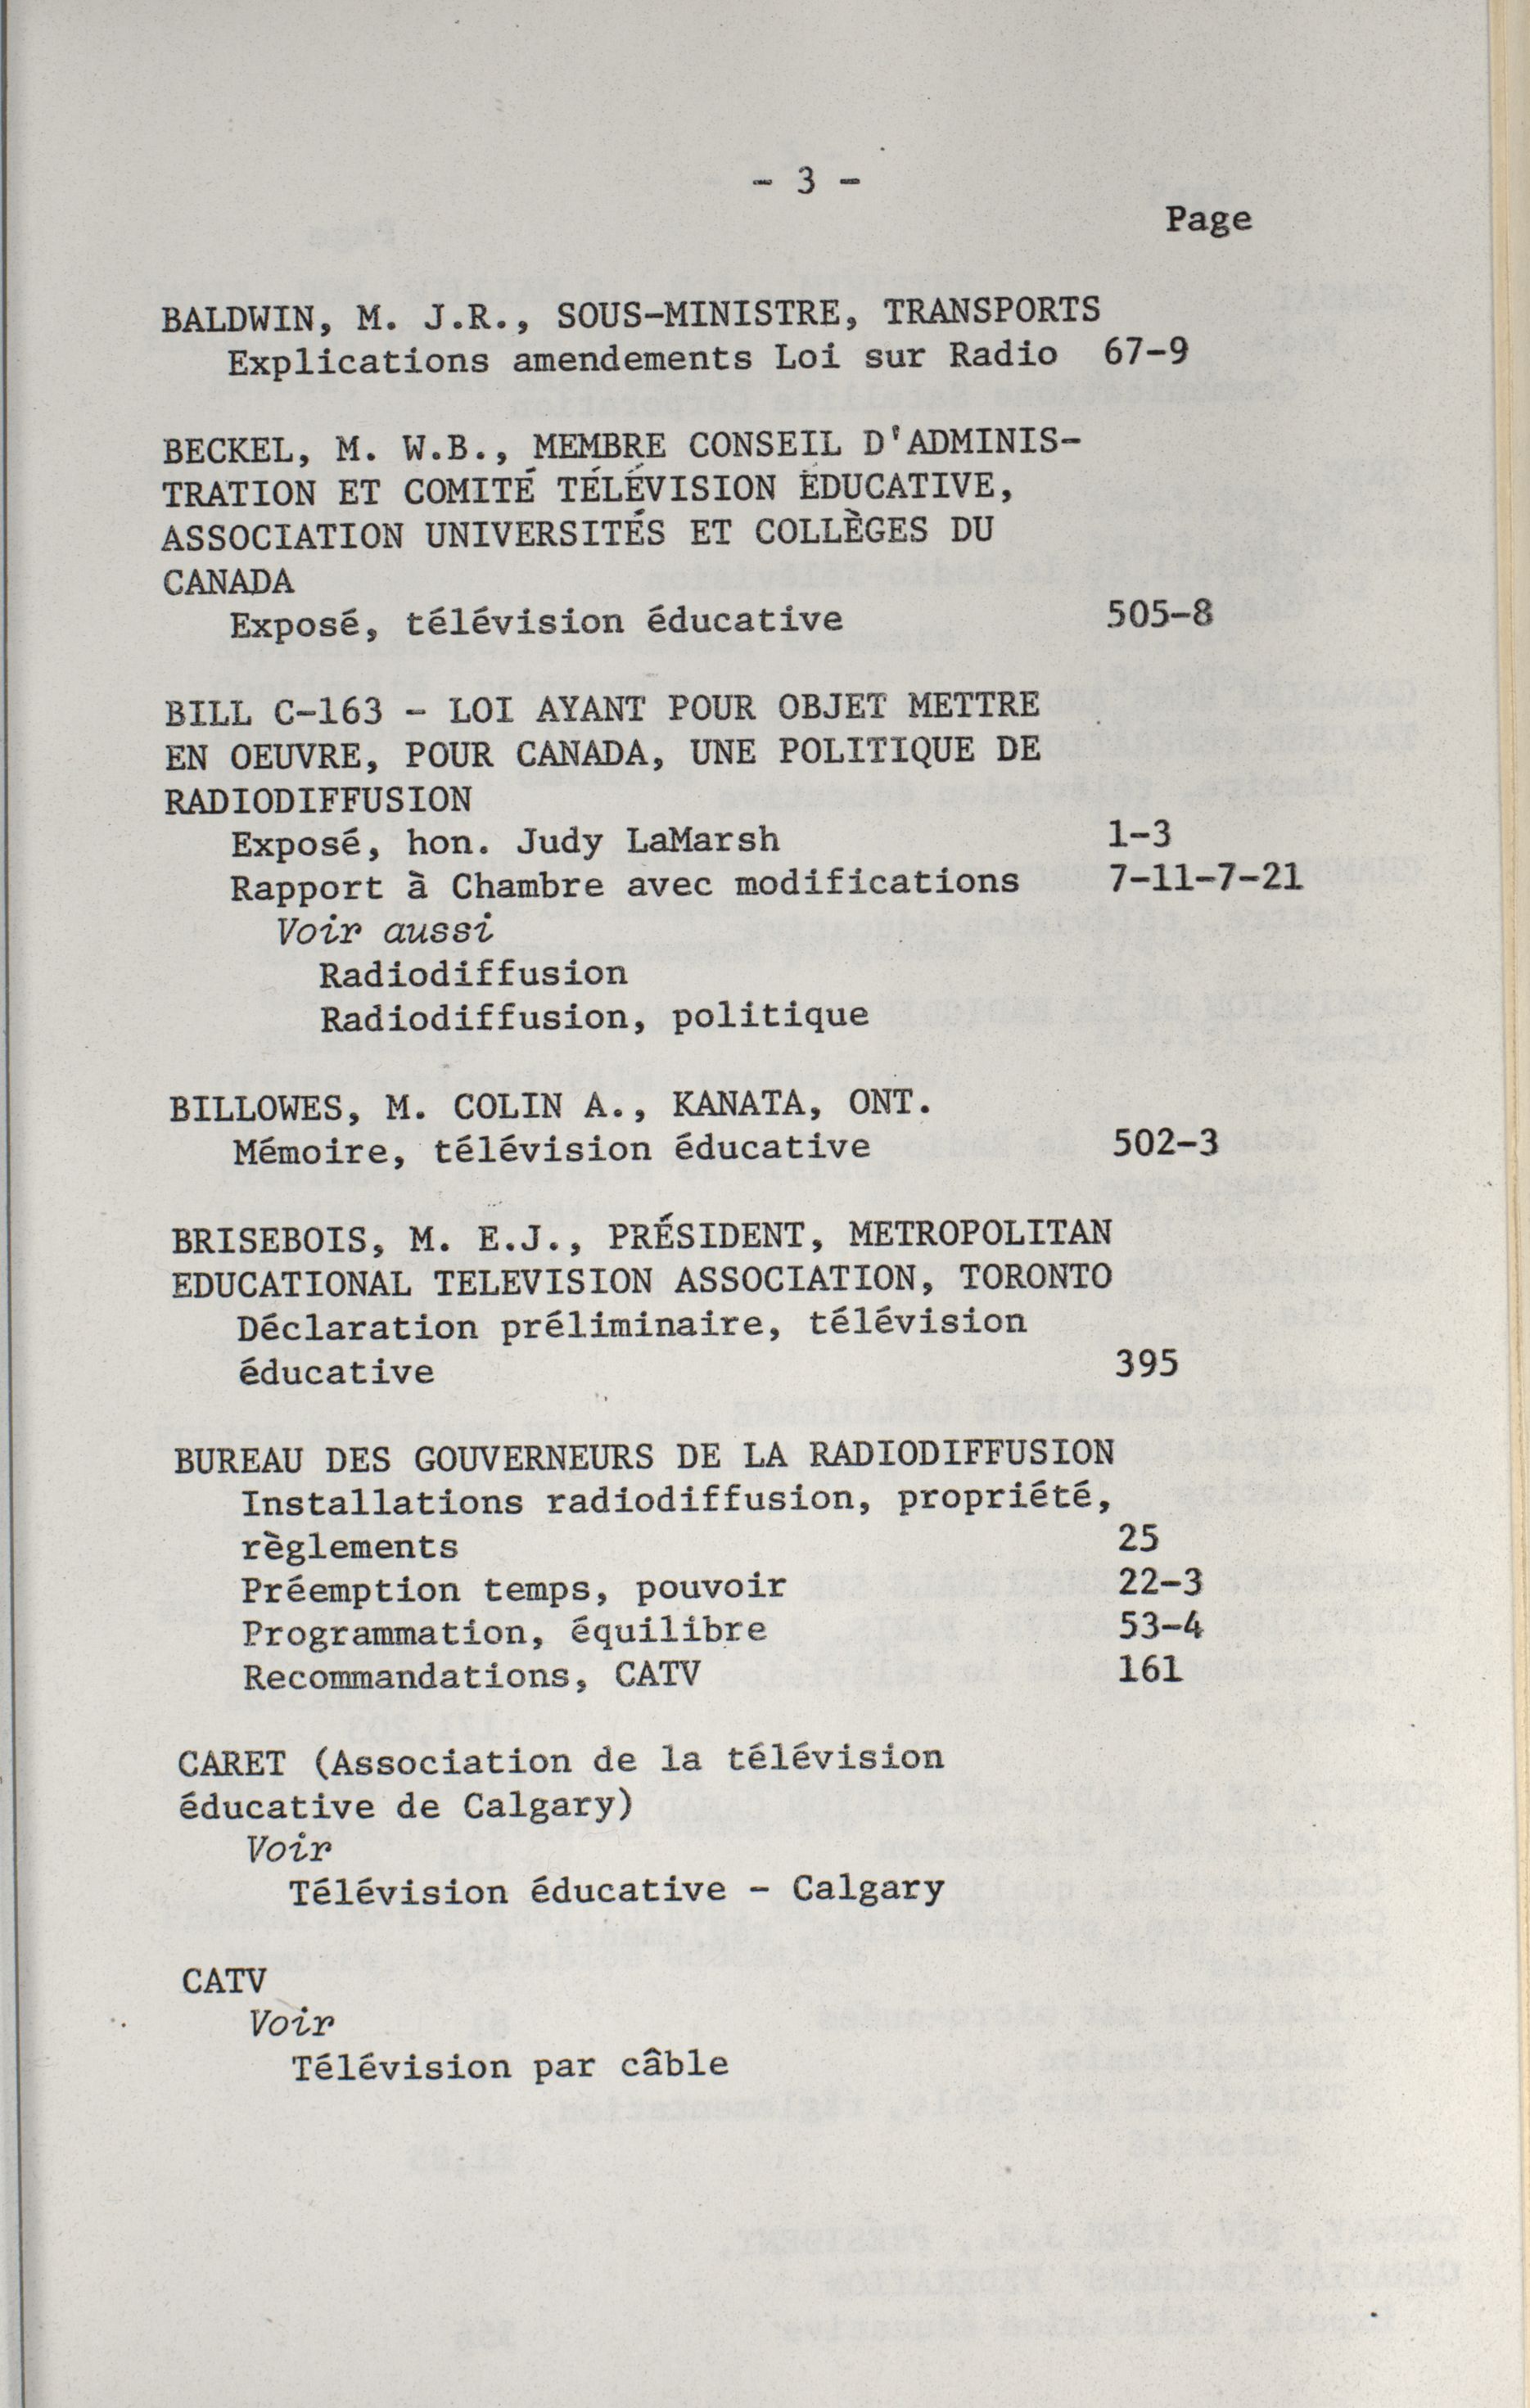 - 3 -
Page
BALDWIN, M. J.R., SOUS-MINISTRE, TRANSPORTS
Explications amendements Loi sur Radio 67-9
BECKEL, M. W.B., MEMBRE CONSEIL D'ADMINIS-
TRATION ET COMITÉ TÉLÉVISION ÉDUCATIVE,
ASSOCIATION UNIVERSITÉS ET COLLÈGES DU
CANADA
Exposé, télévision éducative 505-8
BILL C-163 - LOI AYANT POUR OBJET METTRE
EN OEUVRE, POUR CANADA, UNE POLITIQUE DE
RADIODIFFUSION
Exposé, hon. Judy LaMarsh 1-3
Rapport à Chambre avec modifications 7-11-7-21
Voir aussi
Radiodiffusion
Radiodiffusion, politique
BILLOWES, M. COLIN A., KANATA, ONT.
Mémoire, télévision éducative 502-3
BRISEBOIS, M. E.J., PRÉSIDENT, METROPOLITAN
EDUCATIONAL TELEVISION ASSOCIATION, TORONTO
Déclaration préliminaire, télévision
éducative 395
BUREAU DES GOUVERNEURS DE LA RADIODIFFUSION
Installations radiodiffusion, propriété,
règlements 25
Préemption temps, pouvoir 22-3
Programmation, équilibre 53-4
Recommandations, CATV 161
CARET (Association de la télévision
éducative de Calgary)
Voir
Télévision éducative - Calgary
CATV
Voir
Télévision par câble